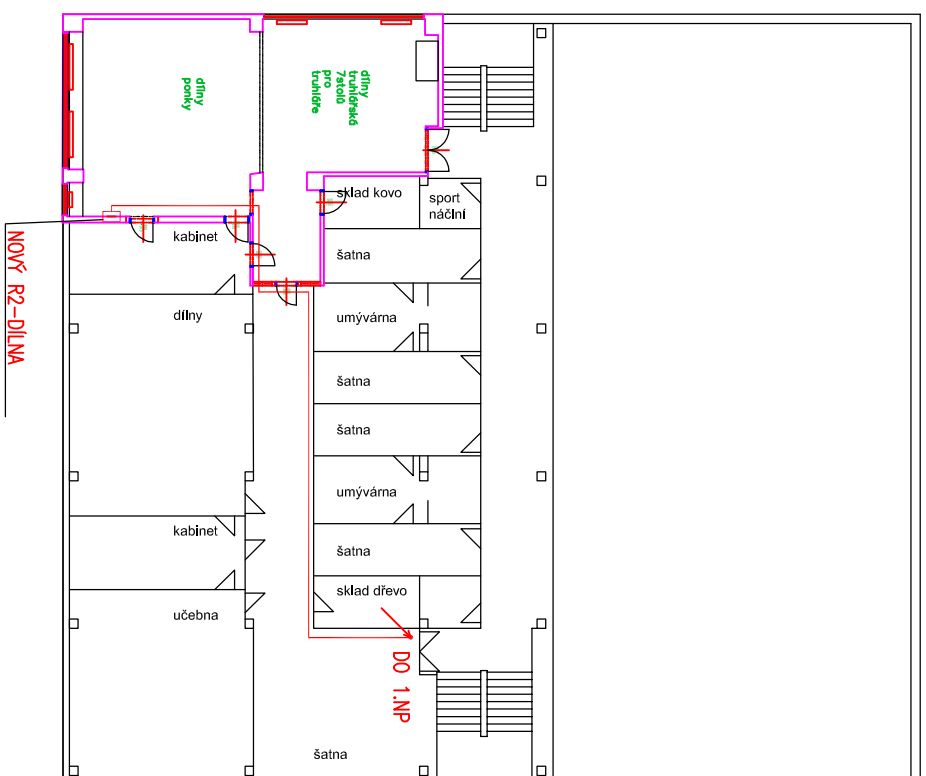 dílny
ponky
dílny
truhlářská
7stolů
pro
truhláře
sklad kovo
sport
náčiní
kabinet
šatna
dílny
umývárna
NOVÝ R2-DÍLNA
šatna
šatna
umývárna
kabinet
šatna
sklad dřevo
učebna
DO 1.NP
šatna